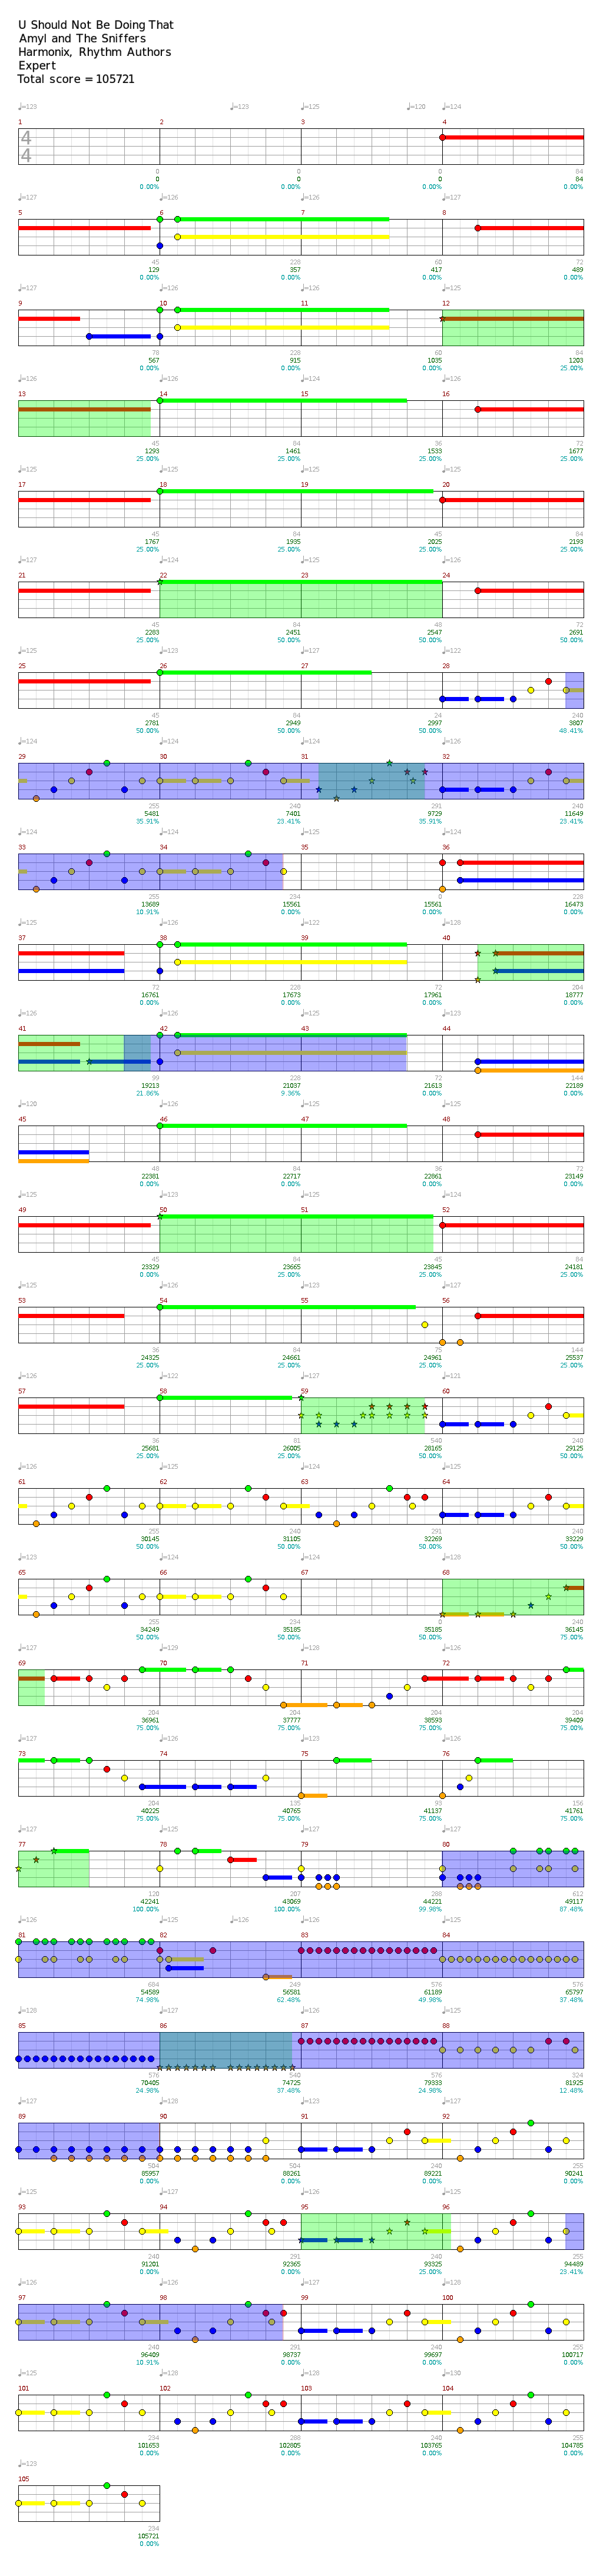 U Should Not Be Doing That
Amyl and The Sniffers
Harmonix, Rhythm Authors
Expert
Total score = 105721
♩=123 ♩=123 ♩=125 ♩=120 ♩=124
1 2 3 4
4
4
0 0 0 84
0 0 0 84
0.00% 0.00% 0.00% 0.00%
♩=127 ♩=126 ♩=126 ♩=127
5 6 7 8
45 228 60 72
129 357 417 489
0.00% 0.00% 0.00% 0.00%
♩=127 ♩=126 ♩=126 ♩=125
9 10 11 12
78 228 60 84
567 915 1035 1203
0.00% 0.00% 0.00% 25.00%
♩=126 ♩=126 ♩=124 ♩=126
13 14 15 16
45 84 36 72
1293 1461 1533 1677
25.00% 25.00% 25.00% 25.00%
♩=125 ♩=125 ♩=125 ♩=125
17 18 19 20
45 84 45 84
1767 1935 2025 2193
25.00% 25.00% 25.00% 25.00%
♩=127 ♩=124 ♩=125 ♩=126
21 22 23 24
45 84 48 72
2283 2451 2547 2691
25.00% 50.00% 50.00% 50.00%
♩=125 ♩=127 ♩=127 ♩=122
25 26 27 28
45 84 24 240
2781 2949 2997 3807
50.00% 50.00% 50.00% 48.41%
♩=124 ♩=124 ♩=124 ♩=124
29 30 31 32
255 240 291 240
5481 7401 9729 11649
35.91% 23.41% 35.91% 23.41%
♩=124 ♩=124 ♩=125 ♩=124
33 34 35 36
255 234 0 228
13689 15561 15561 16473
10.91% 0.00% 0.00% 0.00%
♩=125 ♩=124 ♩=122 ♩=128
37 38 39 40
72 228 72 204
16761 17673 17961 18777
0.00% 0.00% 0.00% 0.00%
♩=126 ♩=126 ♩=125 ♩=123
41 42 43 44
99 228 72 144
19213 21037 21613 22189
21.86% 9.36% 0.00% 0.00%
♩=120 ♩=126 ♩=125 ♩=125
45 46 47 48
48 84 36 72
22381 22717 22861 23149
0.00% 0.00% 0.00% 0.00%
♩=125 ♩=123 ♩=125 ♩=124
49 50 51 52
45 84 45 84
23329 23665 23845 24181
0.00% 25.00% 25.00% 25.00%
♩=125 ♩=126 ♩=123 ♩=127
53 54 55 56
36 84 75 144
24325 24661 24961 25537
25.00% 25.00% 25.00% 25.00%
♩=126 ♩=122 ♩=127 ♩=121
57 58 59 60
36 81 540 240
25681 26005 28165 29125
25.00% 25.00% 50.00% 50.00%
♩=126 ♩=125 ♩=125 ♩=125
61 62 63 64
255 240 291 240
30145 31105 32269 33229
50.00% 50.00% 50.00% 50.00%
♩=123 ♩=124 ♩=124 ♩=128
65 66 67 68
255 234 0 240
34249 35185 35185 36145
50.00% 50.00% 50.00% 75.00%
♩=127 ♩=129 ♩=128 ♩=126
69 70 71 72
204 204 204 204
36961 37777 38593 39409
75.00% 75.00% 75.00% 75.00%
♩=123 ♩=127 ♩=125 ♩=126
73 74 75 76
204 135 93 156
40225 40765 41137 41761
75.00% 75.00% 75.00% 75.00%
♩=127 ♩=128 ♩=127 ♩=127
77 78 79 80
120 207 288 612
42241 43069 44221 49117
100.00% 100.00% 99.98% 87.48%
♩=126 ♩=125 ♩=126 ♩=126 ♩=124
81 82 83 84
684 249 576 576
54589 56581 61189 65797
74.98% 62.48% 49.98% 37.48%
♩=128 ♩=127 ♩=125 ♩=125
85 86 87 88
576 540 576 324
70405 74725 79333 81925
24.98% 37.48% 24.98% 12.48%
♩=127 ♩=128 ♩=123 ♩=127
89 90 91 92
504 504 240 255
85957 88261 89221 90241
0.00% 0.00% 0.00% 0.00%
♩=125 ♩=127 ♩=125 ♩=125
93 94 95 96
240 291 240 255
91201 92365 93325 94489
0.00% 0.00% 25.00% 23.41%
♩=126 ♩=126 ♩=127 ♩=128
97 98 99 100
240 291 240 255
96409 98737 99697 100717
10.91% 0.00% 0.00% 0.00%
♩=125 ♩=128 ♩=128 ♩=130
101 102 103 104
234 288 240 255
101653 102805 103765 104785
0.00% 0.00% 0.00% 0.00%
♩=123
105
234
105721
0.00%